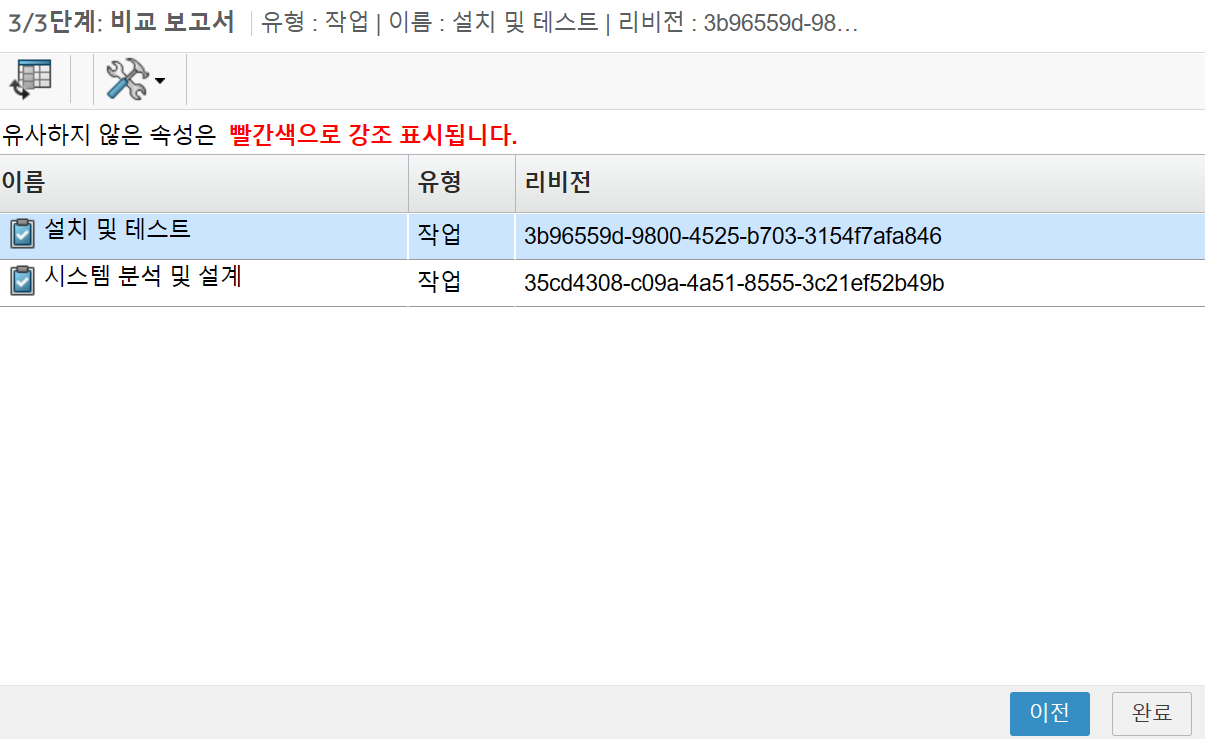 3/3단계: 비교 보고서 유형 : 작업 | 이름 : 설치 및 테스트 | 리비전 : 3b96559d-98…
유사하지 않은 속성은 빨간색으로 강조 표시됩니다.
이름 유형 리비전
설치 및 테스트 작업 3b96559d-9800-4525-b703-3154f7afa846
시스템 분석 및 설계 작업 35cd4308-c09a-4a51-8555-3c21ef52b49b
이전 완료